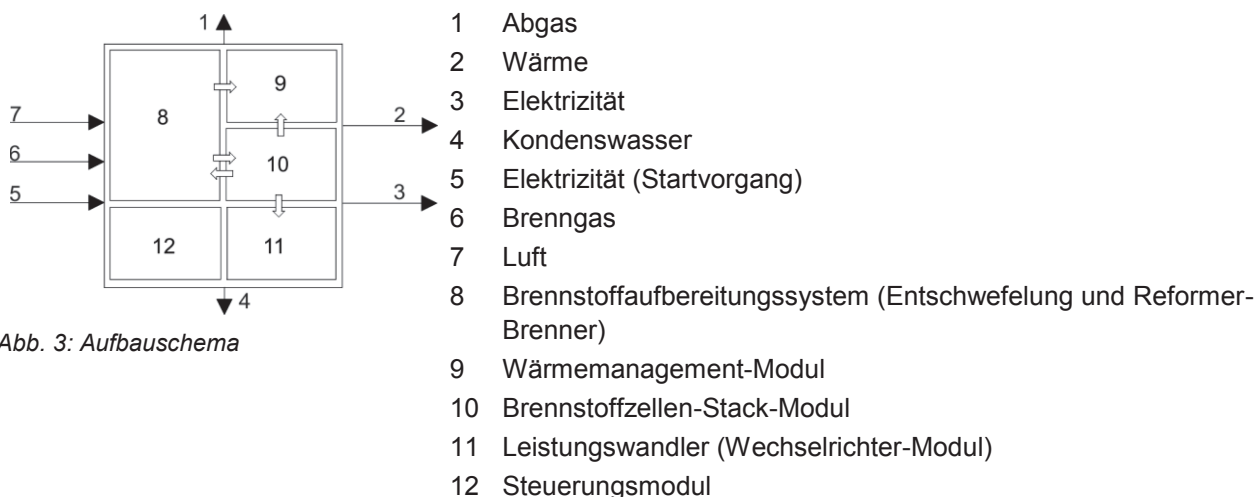 1
7
6
5
8
9
10
12
11
2
3
4
Abb. 3: Aufbauschema
1 Abgas
2 Wärme
3 Elektrizität
4 Kondenswasser
5 Elektrizität (Startvorgang)
6 Brenngas
7 Luft
8 Brennstoffaufbereitungssystem (Entschwefelung und Reformer-
Brenner)
9 Wärmemanagement-Modul
10 Brennstoffzellen-Stack-Modul
11 Leistungswandler (Wechselrichter-Modul)
12 Steuerungsmodul